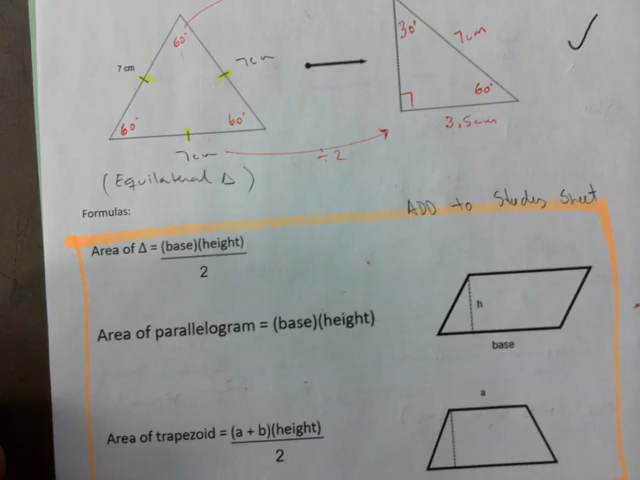 60° 30° 7cm
7 cm 7cm
60° 60° 60°
3.5cm
7cm
÷2
(Equilateral Δ)
ADD to Studies Sheet
Formulas:
Area of Δ = (base)(height)
2
h
Area of parallelogram = (base)(height)
base
a
Area of trapezoid = (a + b)(height)
2